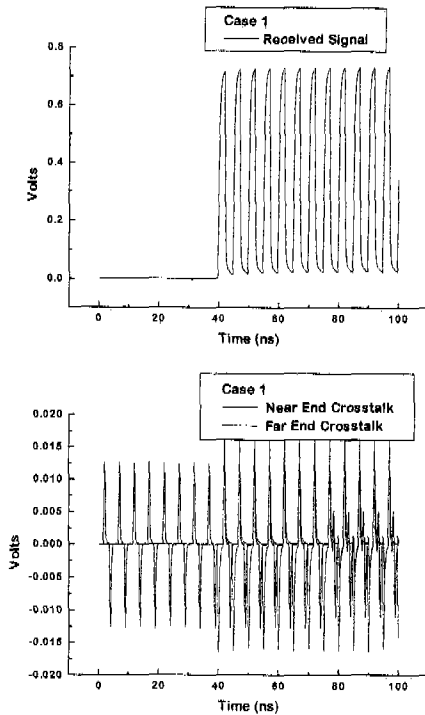 Case 1
Received Signal
0.8
0.6
0.4
0.2
0.0
Volts
0 20 40 60 80 100
Time (ns)
Case 1
Near End Crosstalk
Far End Crosstalk
0.020
0.015
0.010
0.005
0.000
-0.005
-0.010
-0.015
-0.020
Volts
0 20 40 60 80 100
Time (ns)